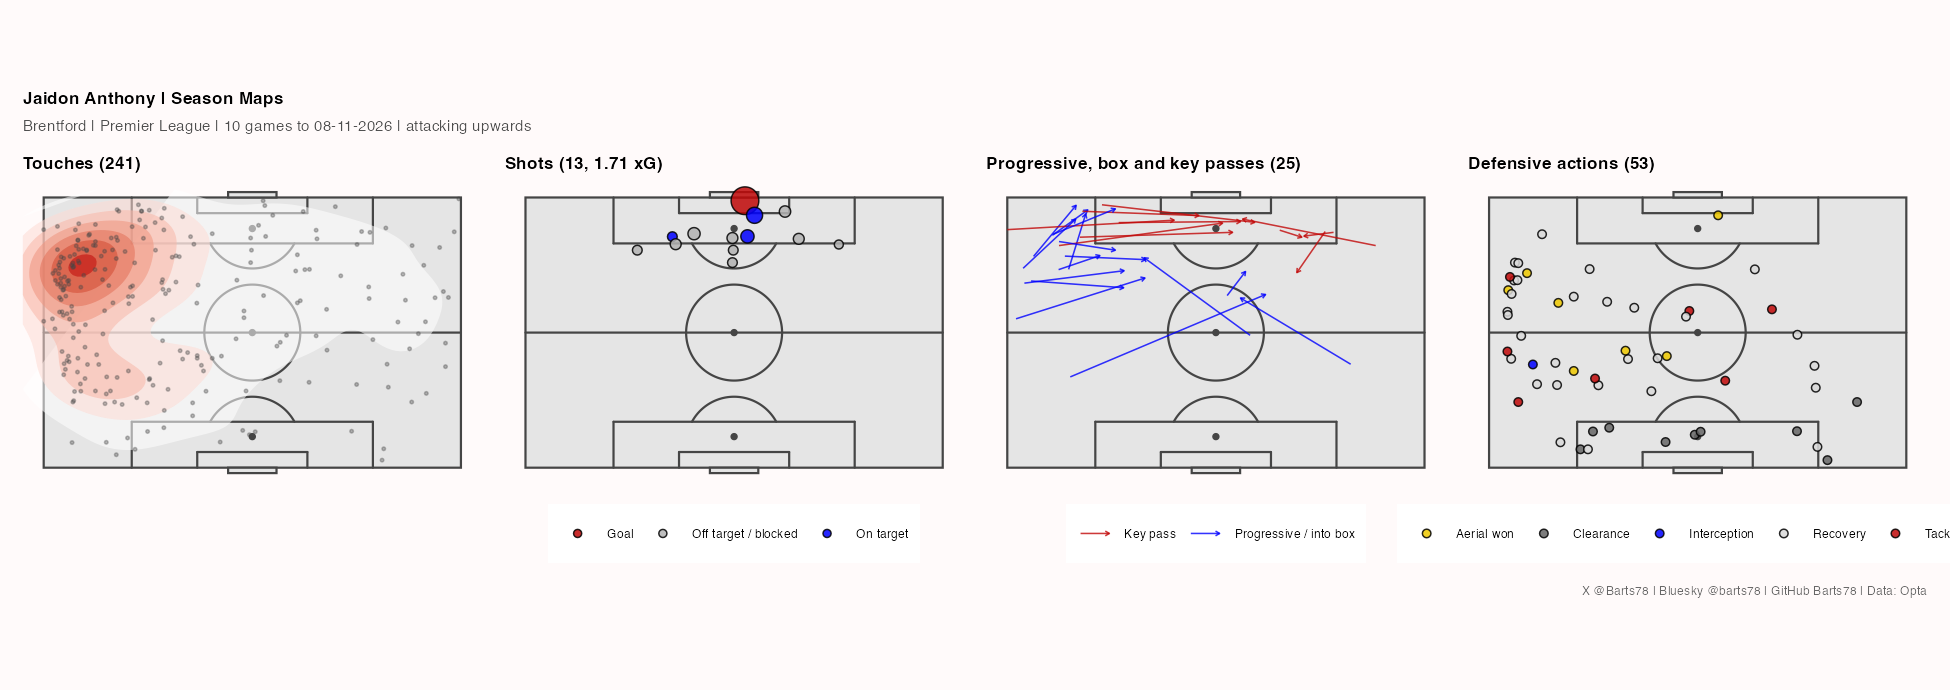 Jaidon Anthony | Season Maps
Brentford | Premier League | 10 games to 08-11-2026 | attacking upwards
Touches (241)
Shots (13, 1.71 xG)
Progressive, box and key passes (25)
Defensive actions (53)
Goal
Off target / blocked
On target
Key pass
Progressive / into box
Aerial won
Clearance
Interception
Recovery
Tack
X @Barts78 | Bluesky @barts78 | GitHub Barts78 | Data: Opta